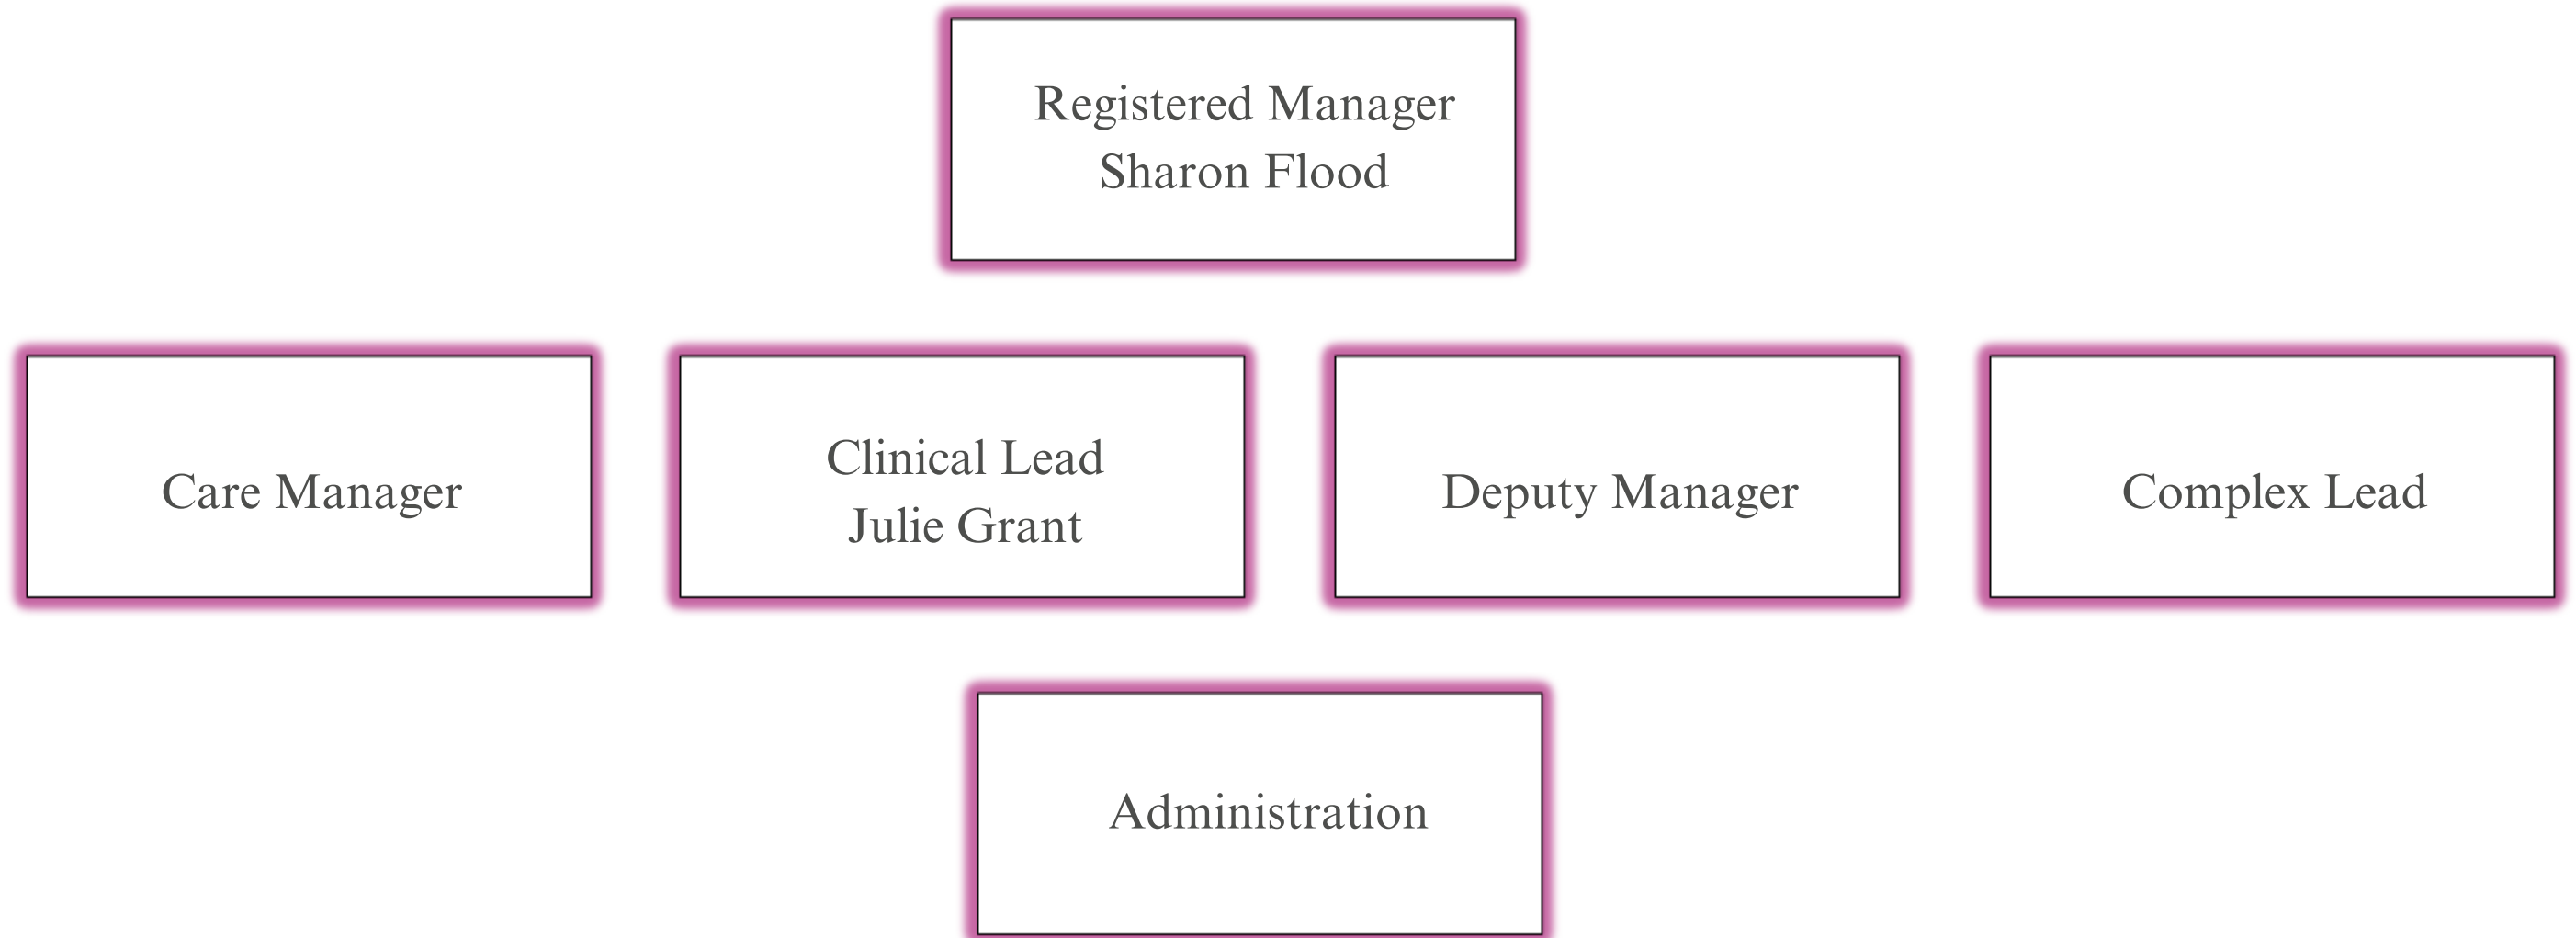 Registered Manager
Sharon Flood
Care Manager
Clinical Lead
Julie Grant
Deputy Manager
Complex Lead
Administration